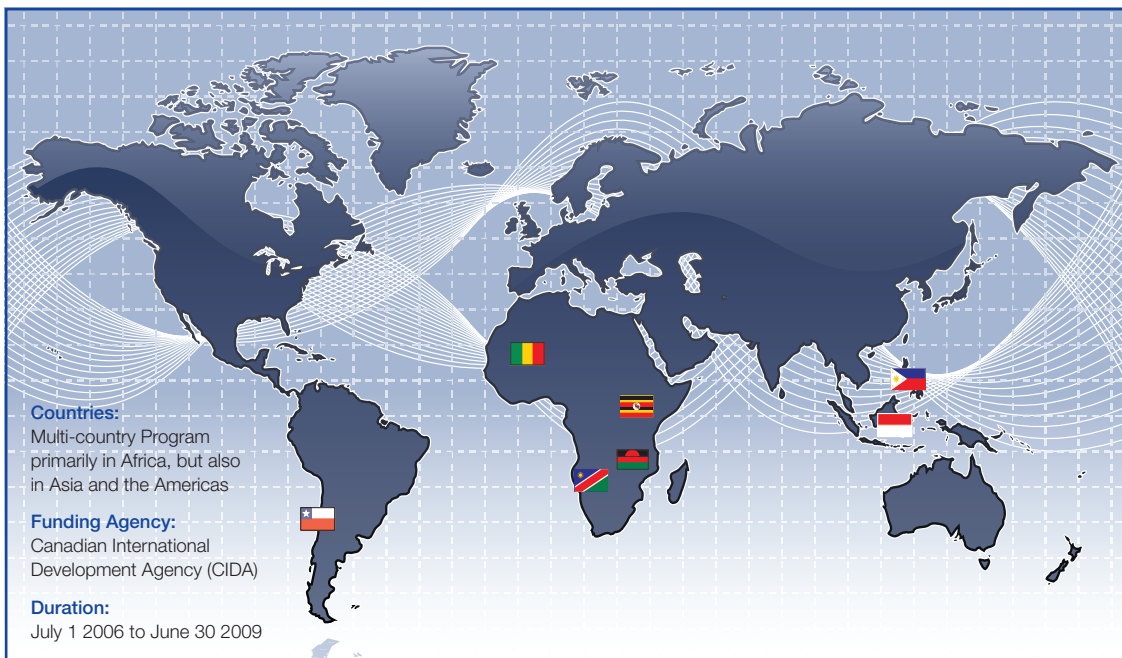 Countries:
Multi-country Program
primarily in Africa, but also
in Asia and the Americas
Funding Agency:
Canadian International
Development Agency (CIDA)
Duration:
July 1 2006 to June 30 2009